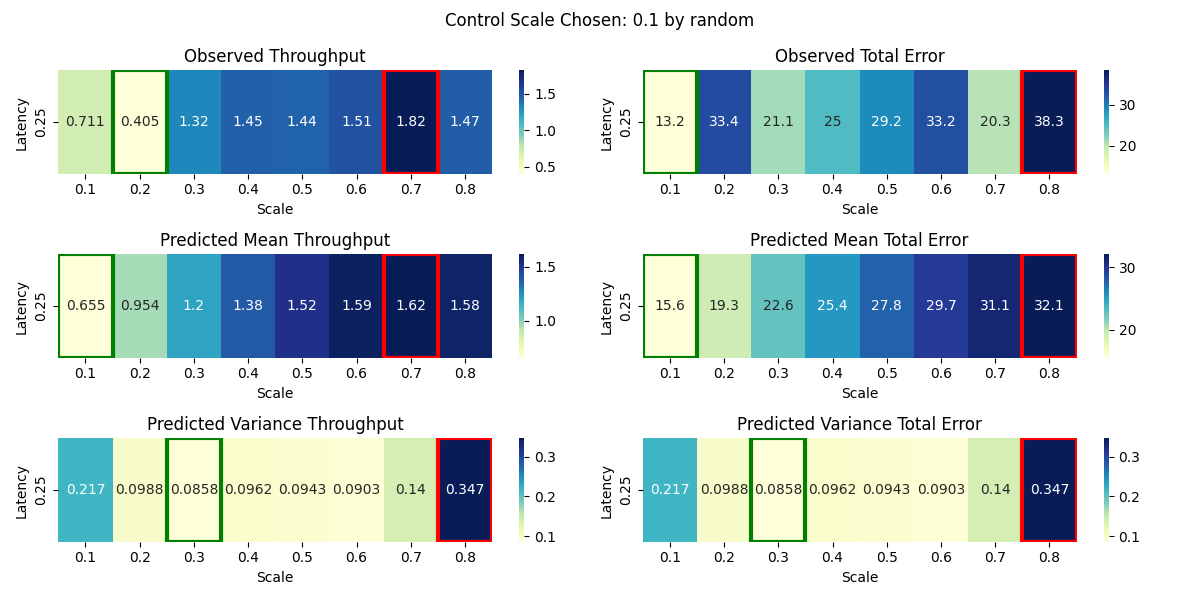 Control Scale Chosen: 0.1 by random
Observed Throughput
Latency
0.25
0.711 0.405 1.32 1.45 1.44 1.51 1.82 1.47
0.1 0.2 0.3 0.4 0.5 0.6 0.7 0.8
Scale
1.5
1.0
0.5
Observed Total Error
Latency
0.25
13.2 33.4 21.1 25 29.2 33.2 20.3 38.3
0.1 0.2 0.3 0.4 0.5 0.6 0.7 0.8
Scale
30
20
Predicted Mean Throughput
Latency
0.25
0.655 0.954 1.2 1.38 1.52 1.59 1.62 1.58
0.1 0.2 0.3 0.4 0.5 0.6 0.7 0.8
Scale
1.5
1.0
Predicted Mean Total Error
Latency
0.25
15.6 19.3 22.6 25.4 27.8 29.7 31.1 32.1
0.1 0.2 0.3 0.4 0.5 0.6 0.7 0.8
Scale
30
20
Predicted Variance Throughput
Latency
0.25
0.217 0.0988 0.0858 0.0962 0.0943 0.0903 0.14 0.347
0.1 0.2 0.3 0.4 0.5 0.6 0.7 0.8
Scale
0.3
0.2
0.1
Predicted Variance Total Error
Latency
0.25
0.217 0.0988 0.0858 0.0962 0.0943 0.0903 0.14 0.347
0.1 0.2 0.3 0.4 0.5 0.6 0.7 0.8
Scale
0.3
0.2
0.1